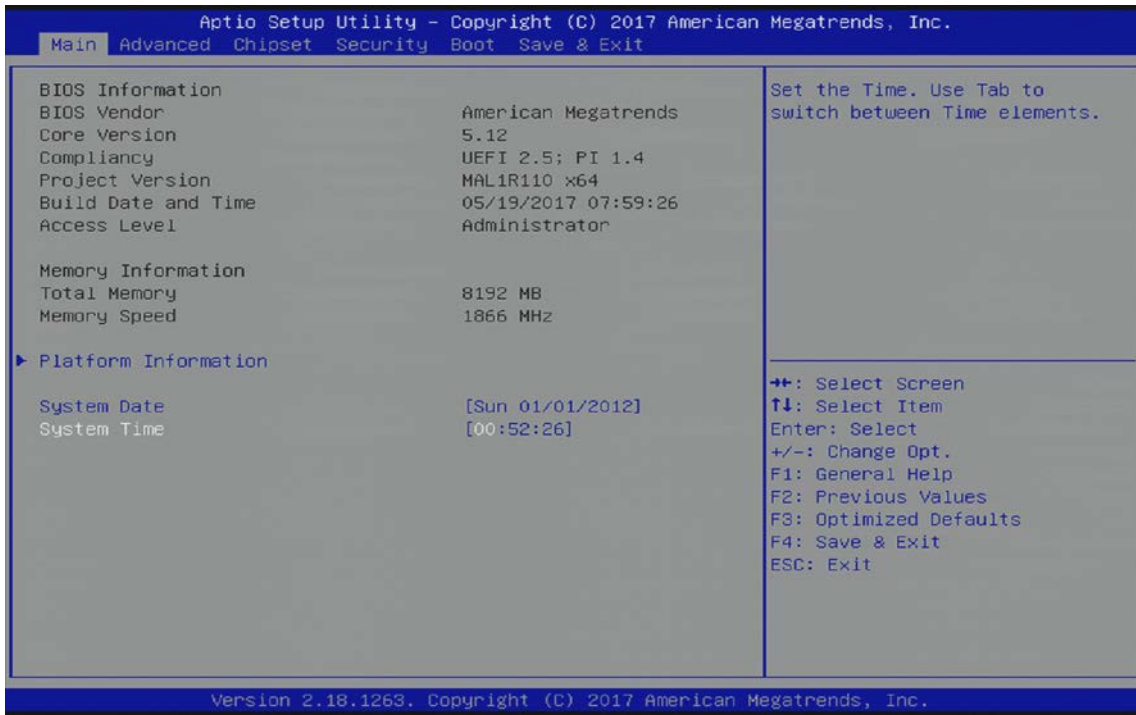 Aptio Setup Utility – Copyright (C) 2017 American Megatrends, Inc.
Main Advanced Chipset Security Boot Save & Exit
BIOS Information
BIOS Vendor American Megatrends
Core Version 5.12
Compliancy UEFI 2.5; PI 1.4
Project Version MAL1R110 x64
Build Date and Time 05/19/2017 07:59:26
Access Level Administrator
Memory Information
Total Memory 8192 MB
Memory Speed 1866 MHz
▶ Platform Information
System Date [Sun 01/01/2012]
System Time [00:52:26]
Set the Time. Use Tab to
switch between Time elements.
→←: Select Screen
↑↓: Select Item
Enter: Select
+/-: Change Opt.
F1: General Help
F2: Previous Values
F3: Optimized Defaults
F4: Save & Exit
ESC: Exit
Version 2.18.1263. Copyright (C) 2017 American Megatrends, Inc.